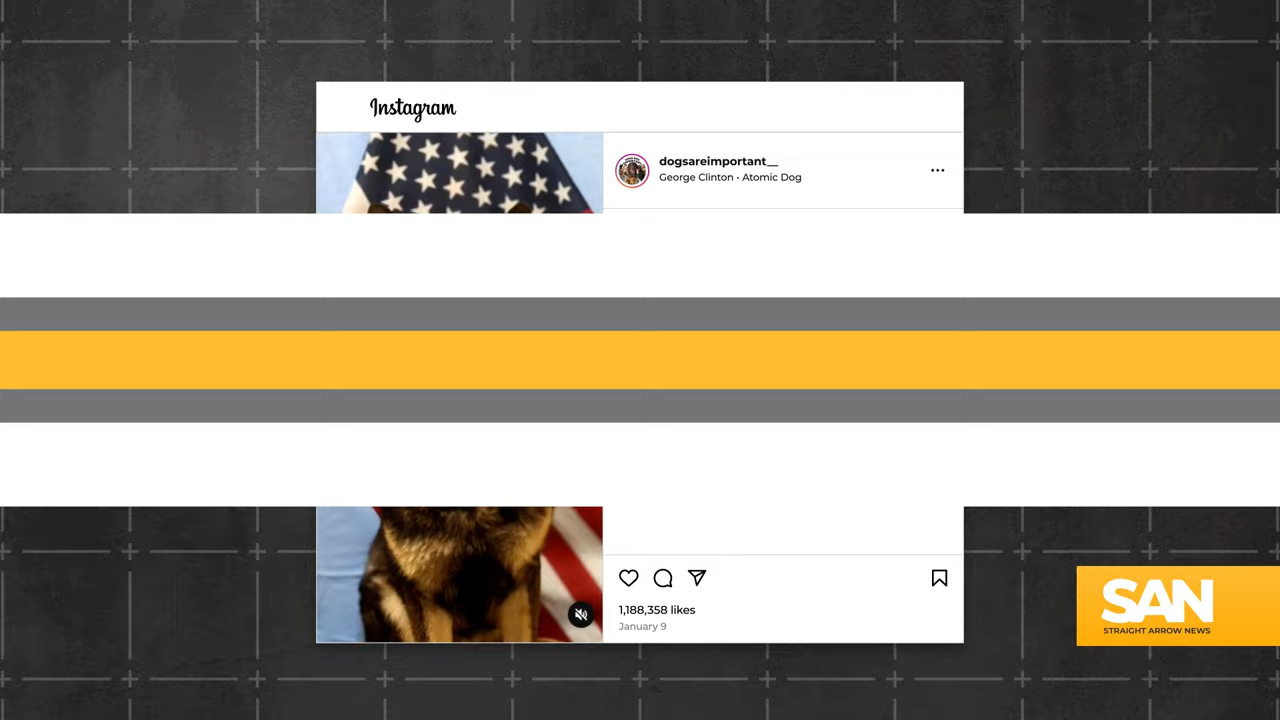 Instagram
dogsareimportant__
George Clinton • Atomic Dog
1,188,358 likes
January 9
SAN
STRAIGHT ARROW NEWS